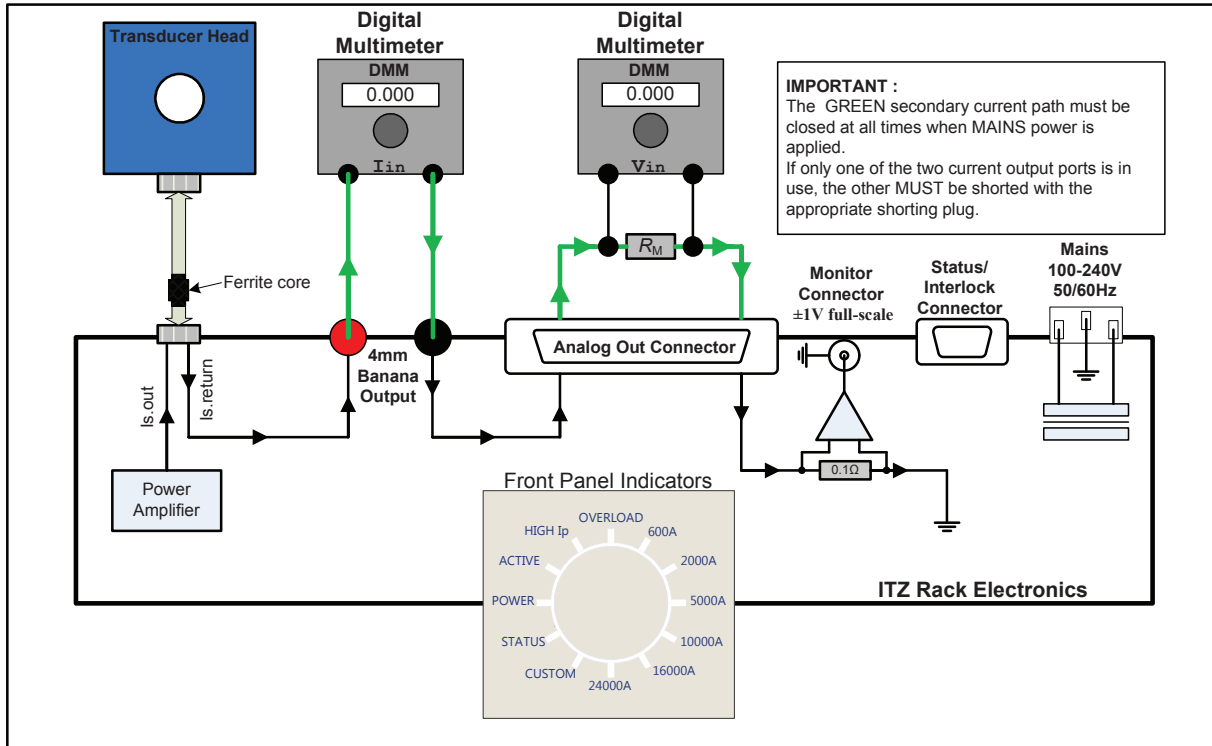 Transducer Head
Digital
Multimeter
DMM
0.000
Iin
Digital
Multimeter
DMM
0.000
Vin
IMPORTANT :
The GREEN secondary current path must be
closed at all times when MAINS power is
applied.
If only one of the two current output ports is in
use, the other MUST be shorted with the
appropriate shorting plug.
Ferrite core
RM
Monitor
Connector
±1V full-scale
Status/
Interlock
Connector
Mains
100-240V
50/60Hz
Is.out
Is.return
4mm
Banana
Output
Analog Out Connector
0.1Ω
Power
Amplifier
Front Panel Indicators
OVERLOAD
HIGH Ip
600A
ACTIVE
2000A
POWER
5000A
STATUS
10000A
CUSTOM
16000A
24000A
ITZ Rack Electronics